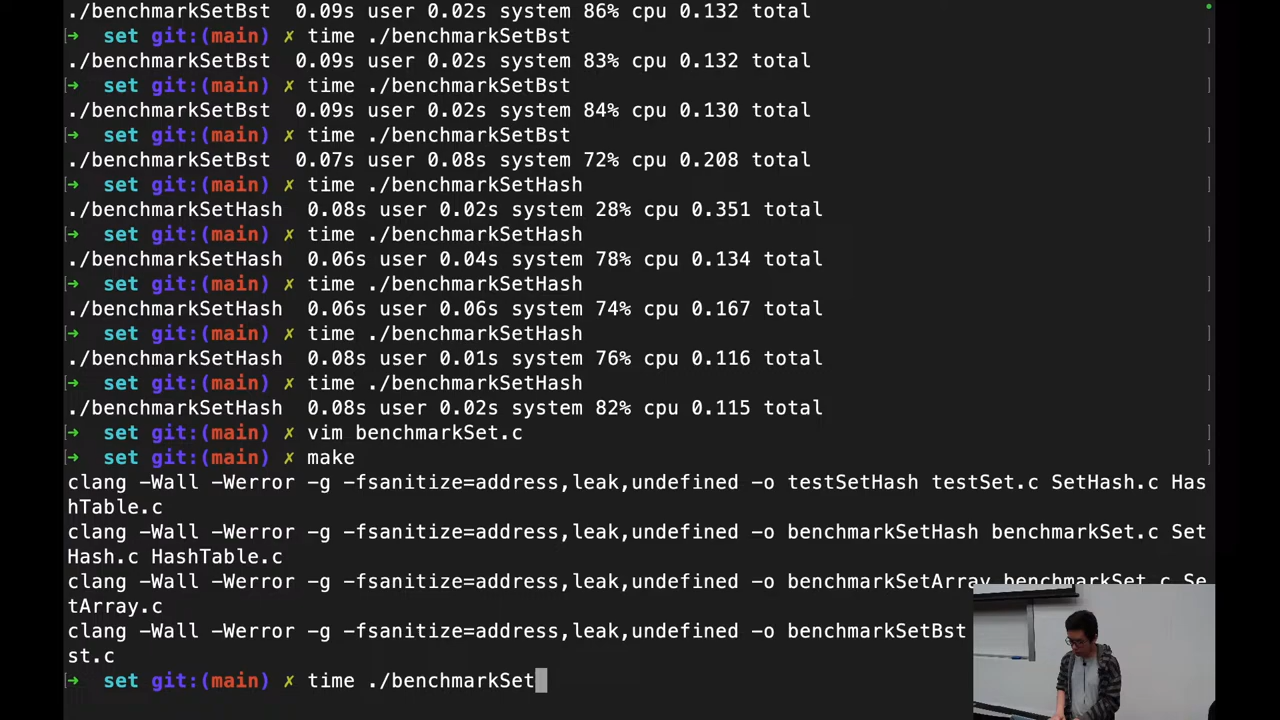 ./benchmarkSetBst  0.09s user 0.02s system 86% cpu 0.132 total
[➜  set git:(main) ✗ time ./benchmarkSetBst ]
./benchmarkSetBst  0.09s user 0.02s system 83% cpu 0.132 total
[➜  set git:(main) ✗ time ./benchmarkSetBst ]
./benchmarkSetBst  0.09s user 0.02s system 84% cpu 0.130 total
[➜  set git:(main) ✗ time ./benchmarkSetBst ]
./benchmarkSetBst  0.07s user 0.08s system 72% cpu 0.208 total
[➜  set git:(main) ✗ time ./benchmarkSetHash ]
./benchmarkSetHash  0.08s user 0.02s system 28% cpu 0.351 total
[➜  set git:(main) ✗ time ./benchmarkSetHash ]
./benchmarkSetHash  0.06s user 0.04s system 78% cpu 0.134 total
[➜  set git:(main) ✗ time ./benchmarkSetHash ]
./benchmarkSetHash  0.06s user 0.06s system 74% cpu 0.167 total
[➜  set git:(main) ✗ time ./benchmarkSetHash ]
./benchmarkSetHash  0.08s user 0.01s system 76% cpu 0.116 total
[➜  set git:(main) ✗ time ./benchmarkSetHash ]
./benchmarkSetHash  0.08s user 0.02s system 82% cpu 0.115 total
[➜  set git:(main) ✗ vim benchmarkSet.c ]
[➜  set git:(main) ✗ make ]
clang -Wall -Werror -g -fsanitize=address,leak,undefined -o testSetHash testSet.c SetHash.c Has
hTable.c
clang -Wall -Werror -g -fsanitize=address,leak,undefined -o benchmarkSetHash benchmarkSet.c Set
Hash.c HashTable.c
clang -Wall -Werror -g -fsanitize=address,leak,undefined -o benchmarkSetArray benchmarkSet.c Se
tArray.c
clang -Wall -Werror -g -fsanitize=address,leak,undefined -o benchmarkSetBst
st.c
➜  set git:(main) ✗ time ./benchmarkSet